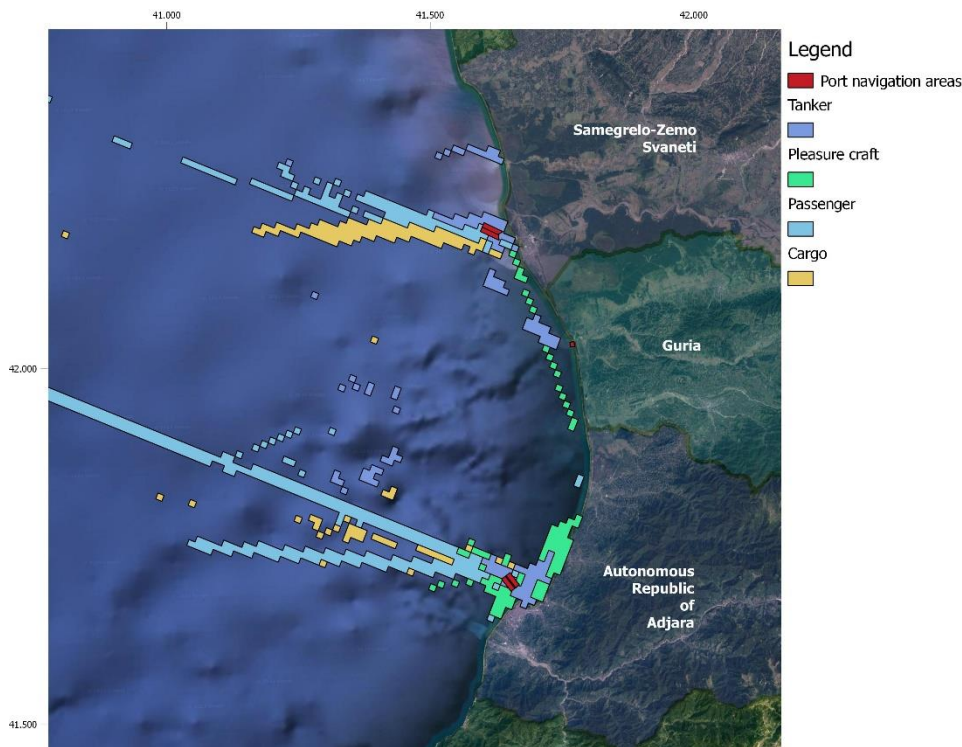 41.000
41.500
42.000
Legend
Port navigation areas
Tanker
Samegrelo-Zemo
Svaneti
Pleasure craft
Passenger
Cargo
Guria
42.000
Autonomous
Republic
of
Adjara
41.500